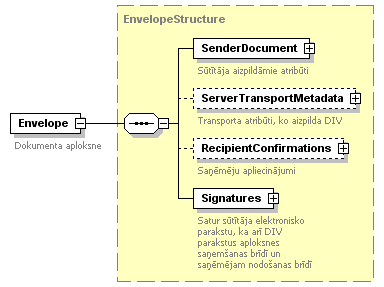 EnvelopeStructure
SenderDocument
Sūtītāja aizpildāmie atribūti
ServerTransportMetadata
Transporta atribūti, ko aizpilda DIV
Envelope
Dokumenta aploksne
RecipientConfirmations
Saņēmēju apliecinājumi
Signatures
Satur sūtītāja elektronisko
parakstu, ka arī DIV
parakstus aploksnes
saņemšanas brīdī un
saņēmējam nodošanas brīdī